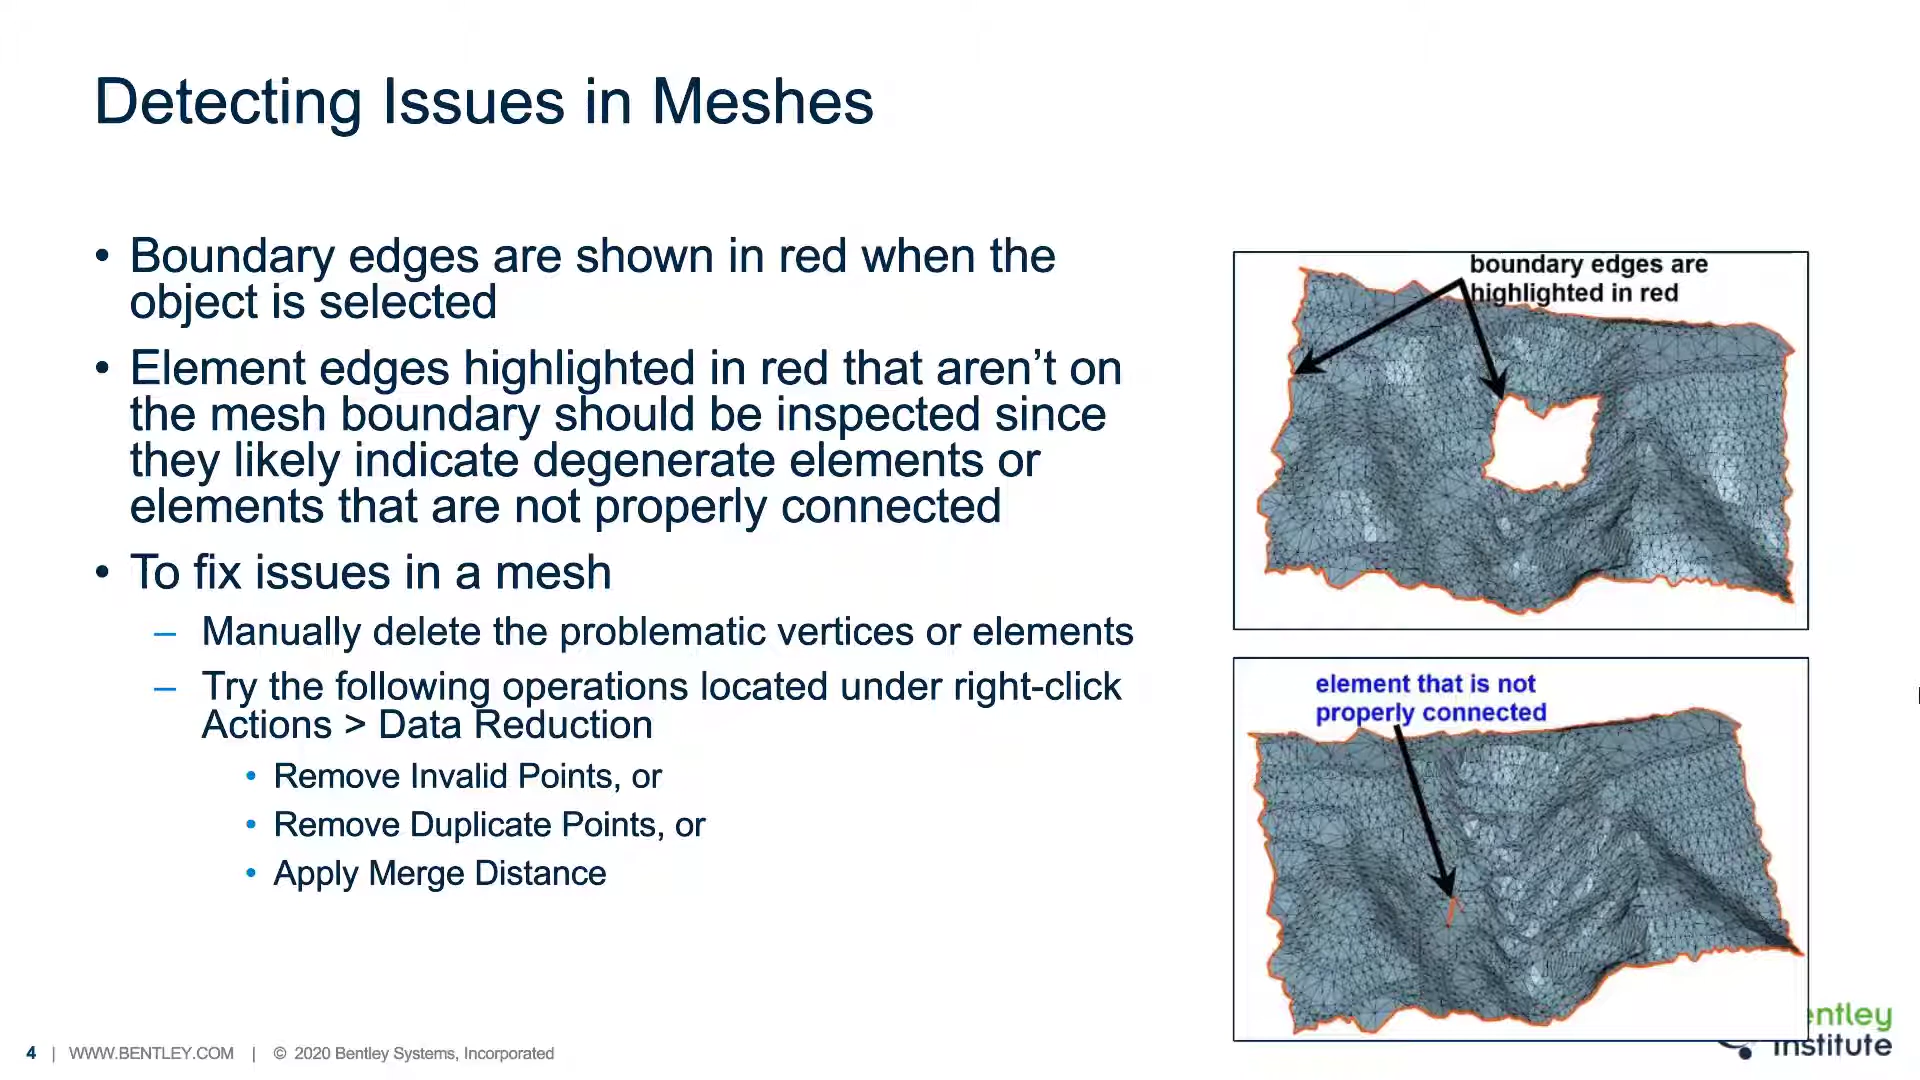 Detecting Issues in Meshes
• Boundary edges are shown in red when the
object is selected
• Element edges highlighted in red that aren’t on
the mesh boundary should be inspected since
they likely indicate degenerate elements or
elements that are not properly connected
• To fix issues in a mesh
– Manually delete the problematic vertices or elements
– Try the following operations located under right-click
Actions > Data Reduction
• Remove Invalid Points, or
• Remove Duplicate Points, or
• Apply Merge Distance
boundary edges are
highlighted in red
element that is not
properly connected
4 | WWW.BENTLEY.COM | © 2020 Bentley Systems, Incorporated
entley
Institute